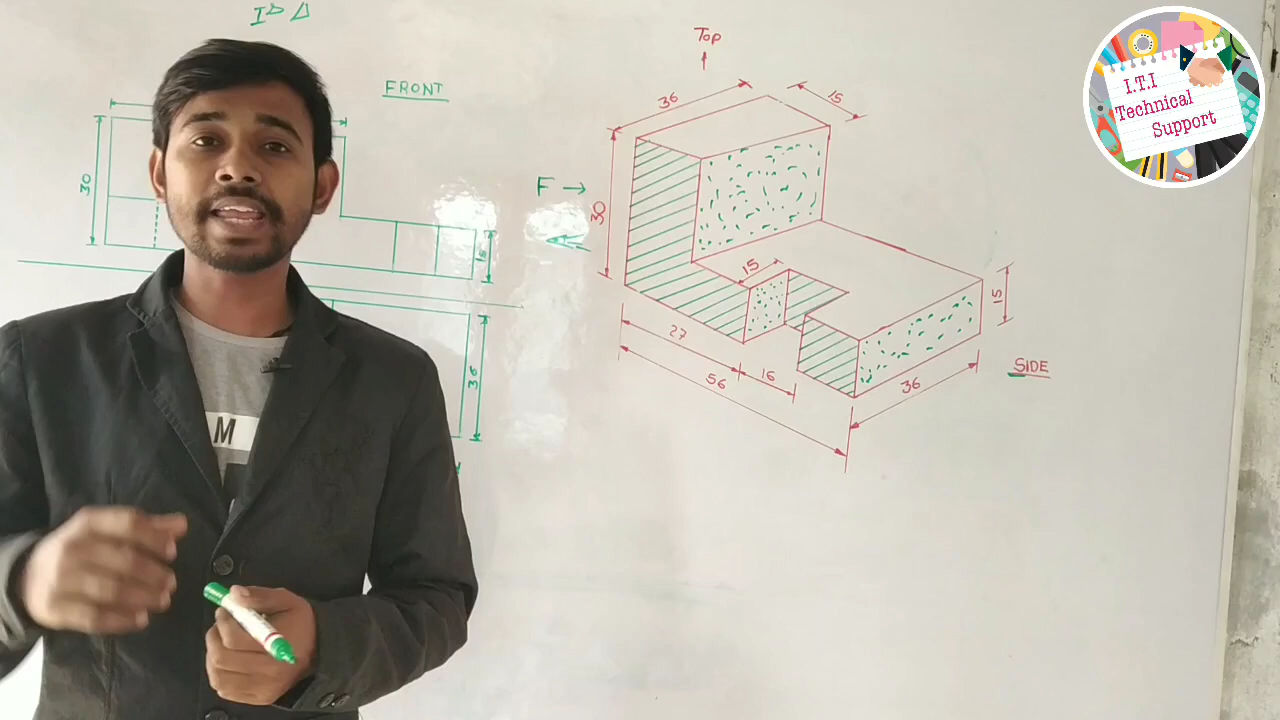 FRONT
30
15
36
Top
36
15
F
30
15
15
27
16
56
36
SIDE
M
I.T.I
Technical
Support